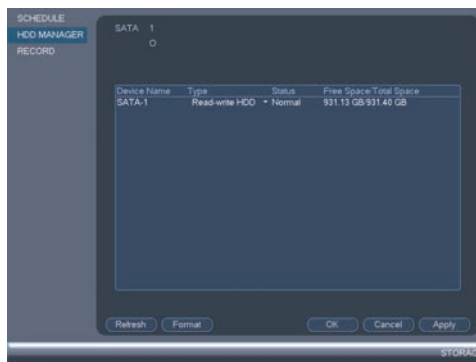 SCHEDULE
HDD MANAGER
RECORD
SATA 1
O
Device Name Type Status Free Space/Total Space
SATA-1 Read-write HDD Normal 931.13 GB/931.40 GB
Refresh Format OK Cancel Apply
STORA